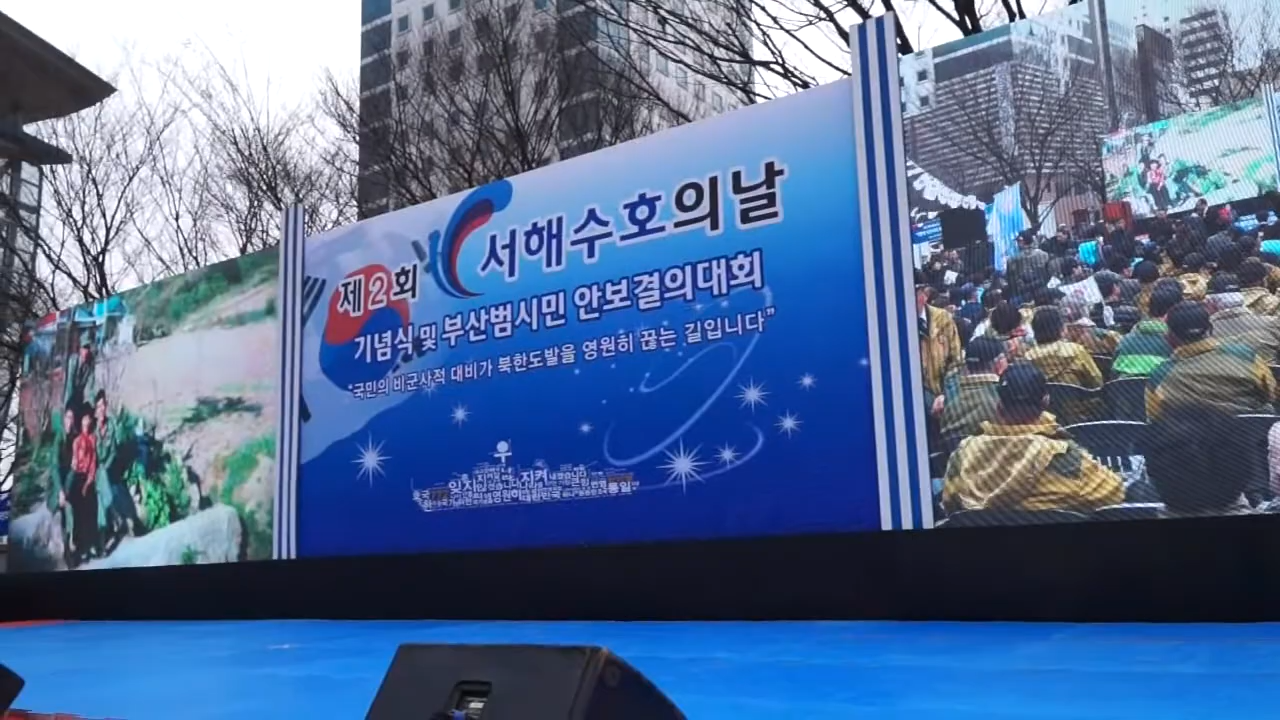 제2회 서해수호의날
기념식 및 부산범시민 안보결의대회
"국민의 비군사적 대비가 북한도발을 영원히 끊는 길입니다"